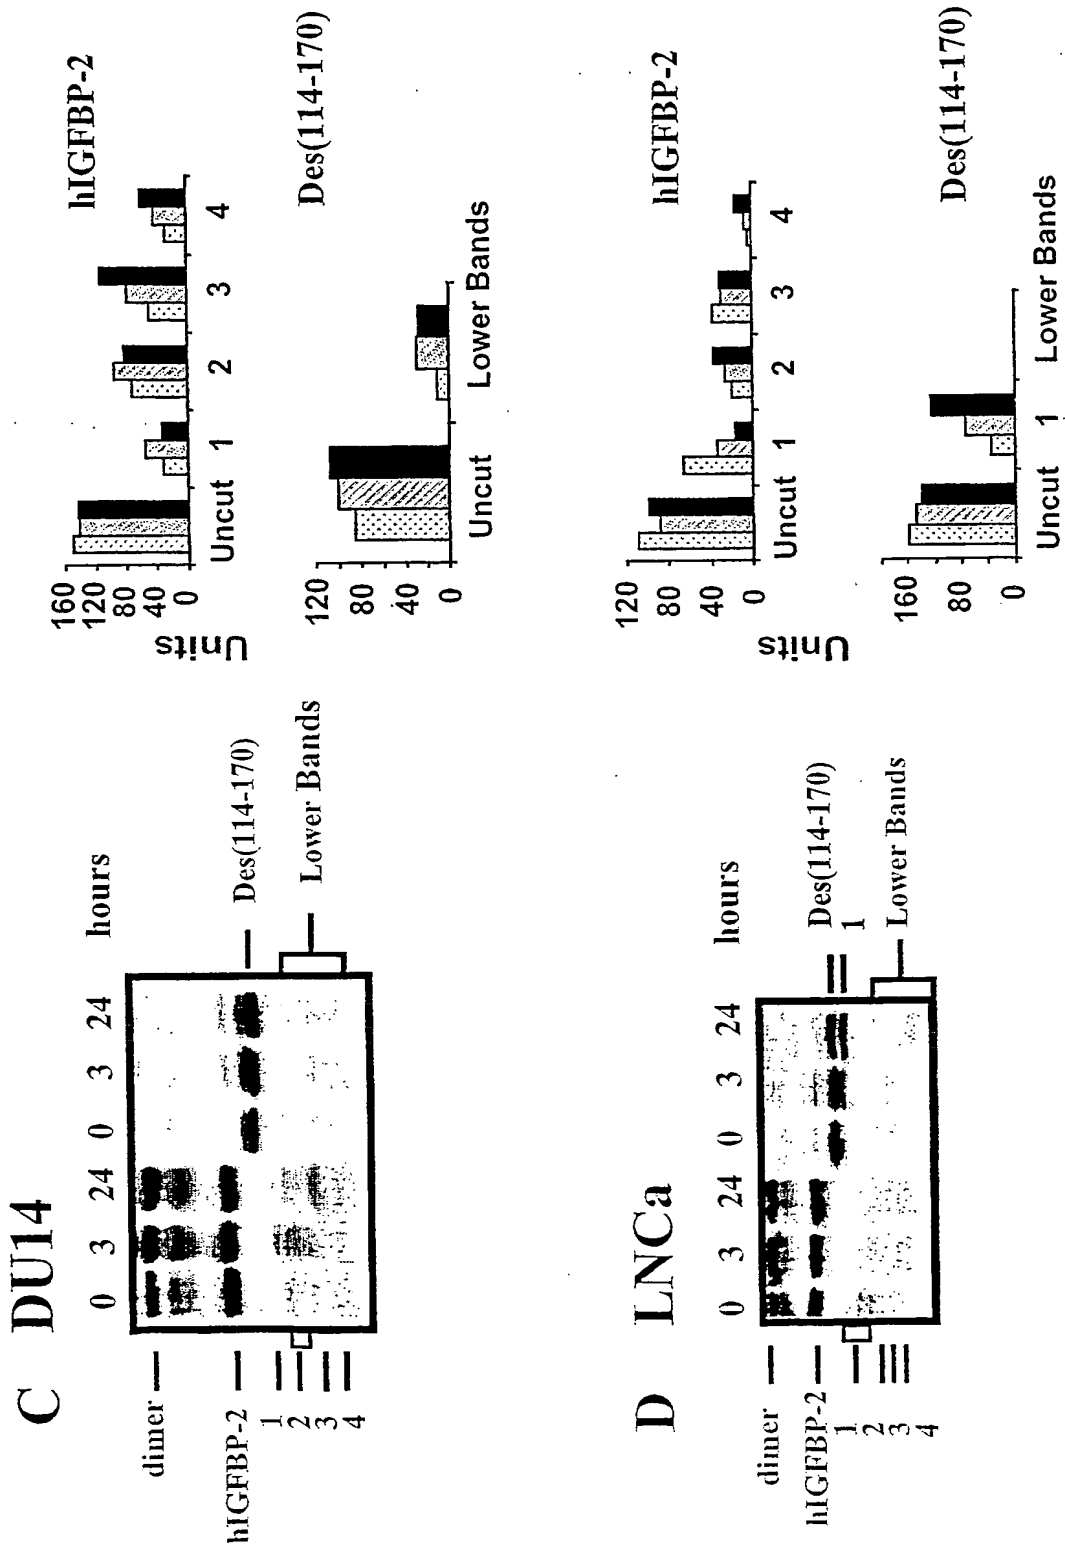 C DU14
0 3 24 0 3 24 hours
dimer
hIGFBP-2
1
2
3
4
Des(114-170)
Lower Bands
hIGFBP-2
Units
160
120
80
40
0
Uncut 1 2 3 4
Des(114-170)
120
80
40
0
Uncut Lower Bands
D LNCa
0 3 24 0 3 24 hours
dimer
hIGFBP-2
1
2
3
4
Des(114-170)
1
Lower Bands
hIGFBP-2
Units
120
80
40
0
Uncut 1 2 3 4
Des(114-170)
160
80
0
Uncut 1 Lower Bands